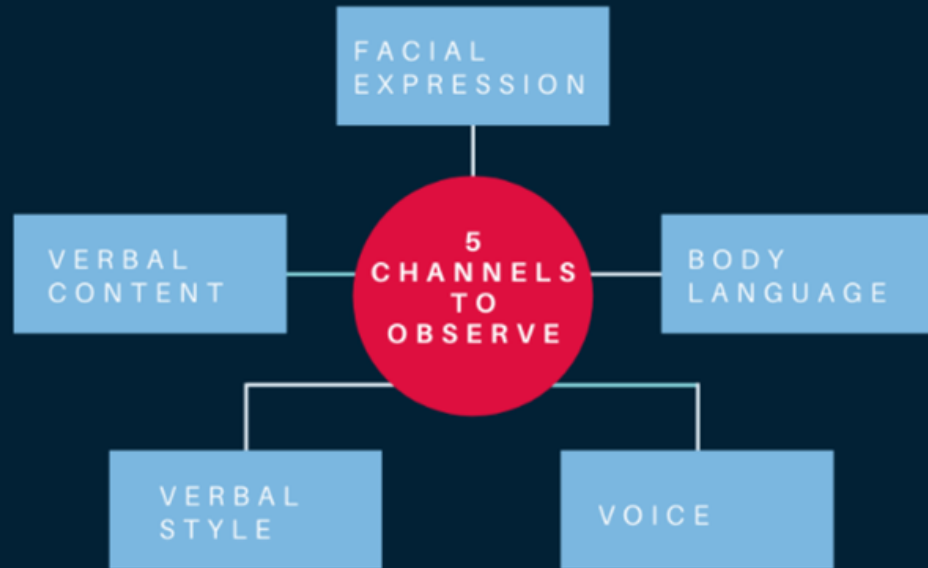 FACIAL
EXPRESSION
VERBAL
CONTENT
5
CHANNELS
TO
OBSERVE
BODY
LANGUAGE
VERBAL
STYLE
VOICE